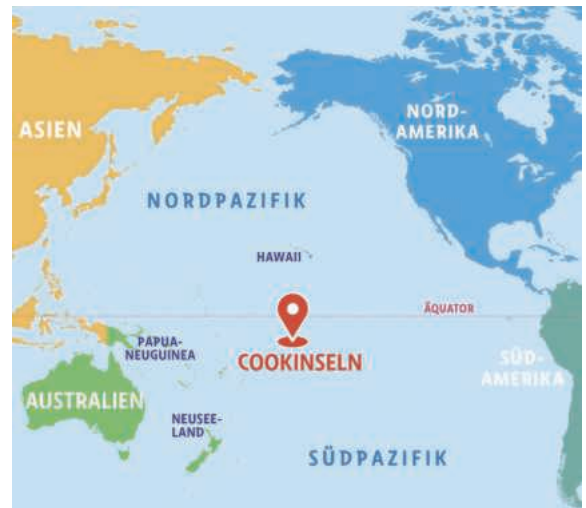 ASIEN
NORD-
AMERIKA
NORDPAZIFIK
HAWAII
ÄQUATOR
PAPUA-
NEUGUINEA
COOKINSELN
SÜD-
AMERIKA
AUSTRALIEN
NEUSEE-
LAND
SÜDPAZIFIK